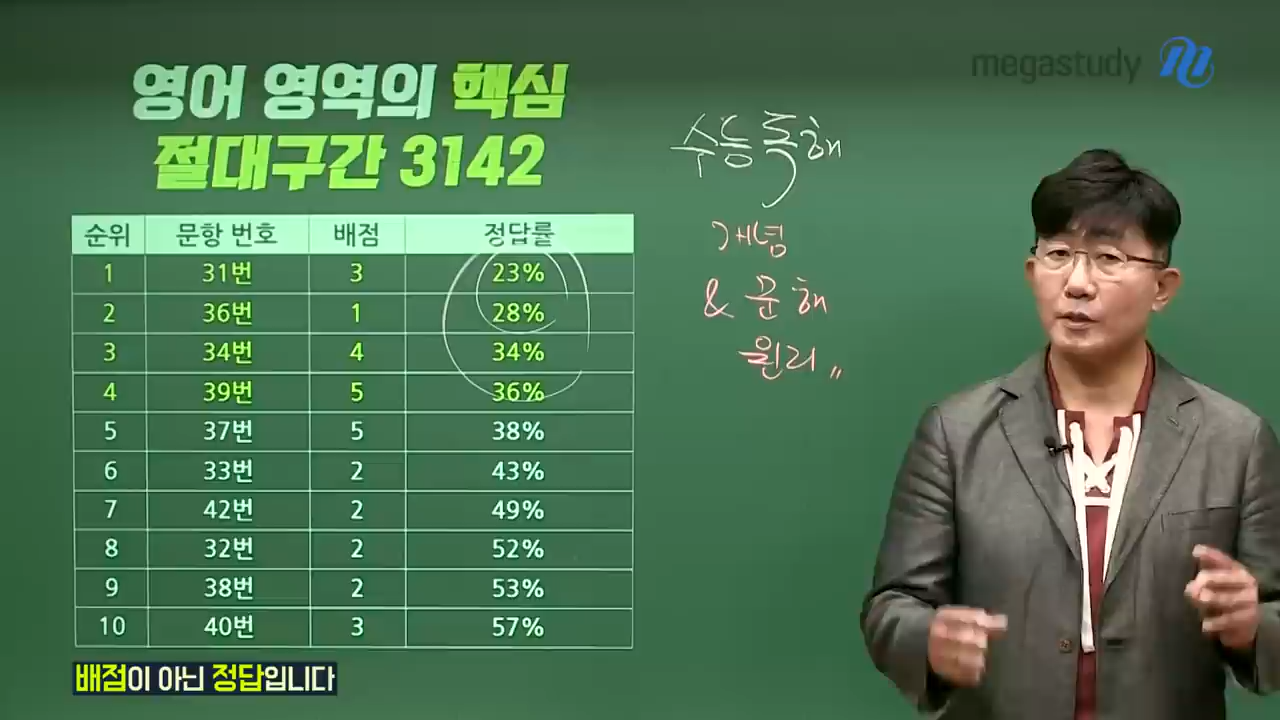 megastudy
영어 영역의 핵심
절대구간 3142
순위 문항 번호 배점 정답률
1 31번 3 23%
2 36번 1 28%
3 34번 4 34%
4 39번 5 36%
5 37번 5 38%
6 33번 2 43%
7 42번 2 49%
8 32번 2 52%
9 38번 2 53%
10 40번 3 57%
수능독해
개념
& 문해
원리 〃
배점이 아닌 정답입니다